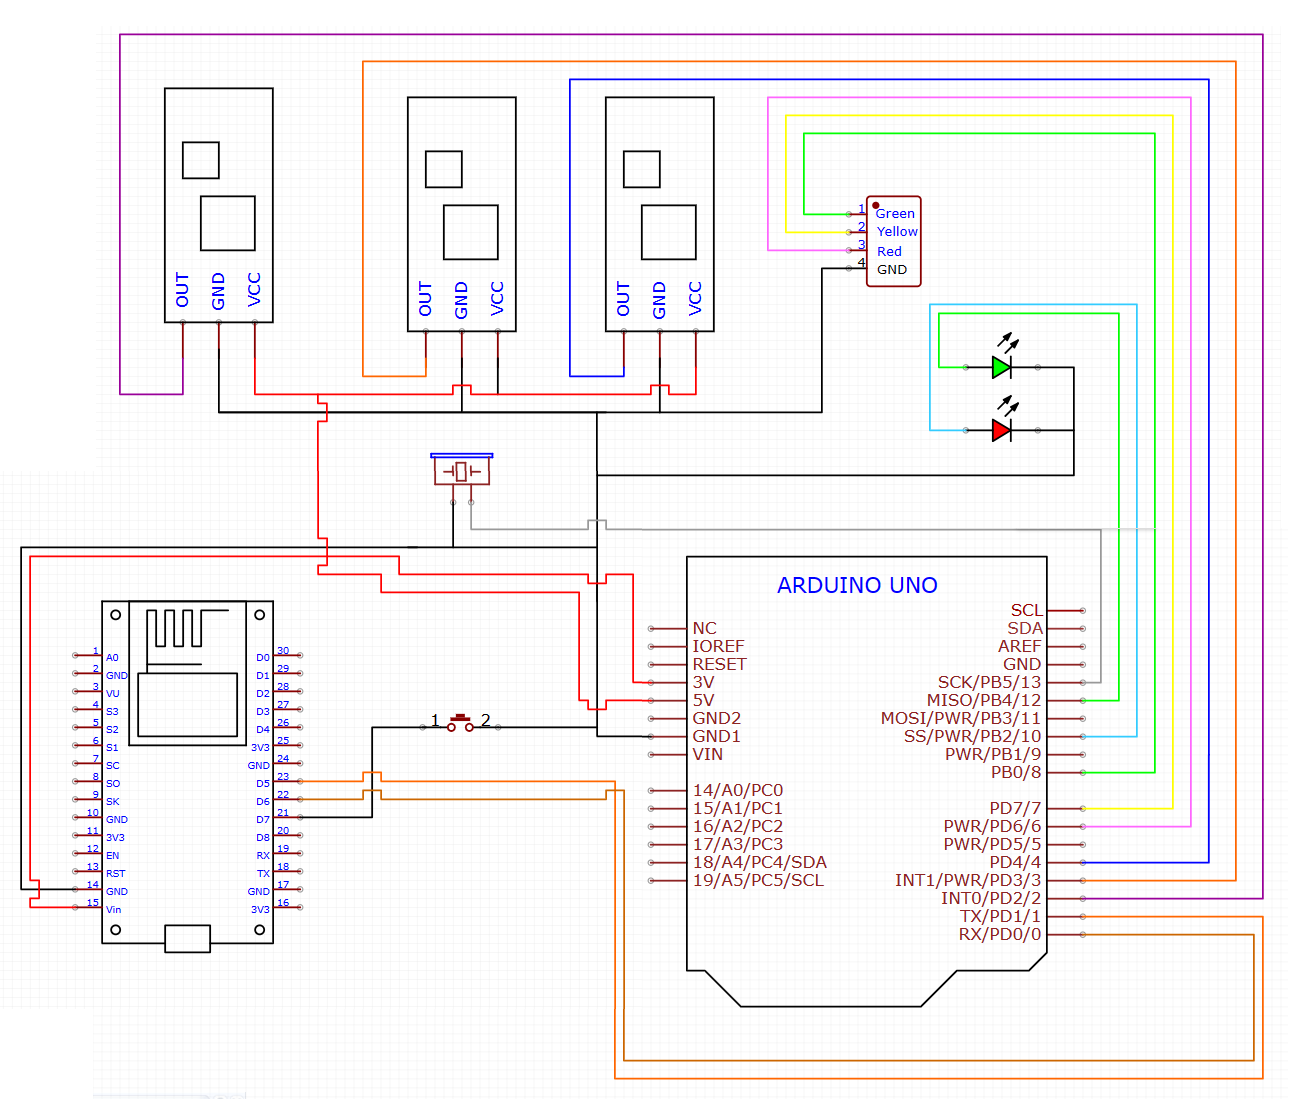 OUT GND VCC
OUT GND VCC
OUT GND VCC
1 Green
2 Yellow
3 Red
4 GND
ARDUINO UNO
NC
IOREF
RESET
3V
5V
GND2
GND1
VIN
14/A0/PC0
15/A1/PC1
16/A2/PC2
17/A3/PC3
18/A4/PC4/SDA
19/A5/PC5/SCL
SCL
SDA
AREF
GND
SCK/PB5/13
MISO/PB4/12
MOSI/PWR/PB3/11
SS/PWR/PB2/10
PWR/PB1/9
PB0/8
PD7/7
PWR/PD6/6
PWR/PD5/5
PD4/4
INT1/PWR/PD3/3
INT0/PD2/2
TX/PD1/1
RX/PD0/0
1 2
1 A0
2 GND
3 VU
4 S3
5 S2
6 S1
7 SC
8 SO
9 SK
10 GND
11 3V3
12 EN
13 RST
14 GND
15 Vin
D0 30
D1 29
D2 28
D3 27
D4 26
3V3 25
GND 24
D5 23
D6 22
D7 21
D8 20
RX 19
TX 18
GND 17
3V3 16